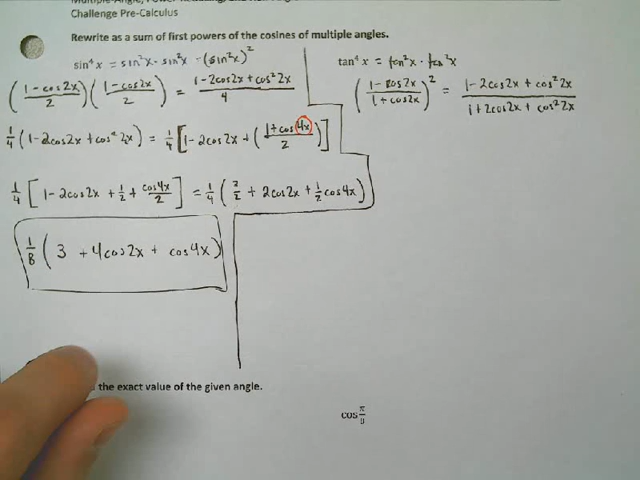 Challenge Pre-Calculus
Rewrite as a sum of first powers of the cosines of multiple angles.
sin⁴ x = sin²x · sin²x = (sin²x)²
(1-cos2x / 2)(1-cos2x / 2) = 1-2cos2x+cos²2x / 4
1/4 (1-2cos2x+cos²2x) = 1/4 [1-2cos2x+(1+cos4x / 2)]
1/4 [1-2cos2x+1/2+cos4x/2] = 1/4 (3/2 + 2cos2x + 1/2 cos4x)
1/8 (3 + 4cos2x + cos4x)
tan⁴ x = tan²x · tan²x
(1-cos2x / 1+cos2x)² = 1-2cos2x+cos²2x / 1+2cos2x+cos²2x
the exact value of the given angle.
cos π/8